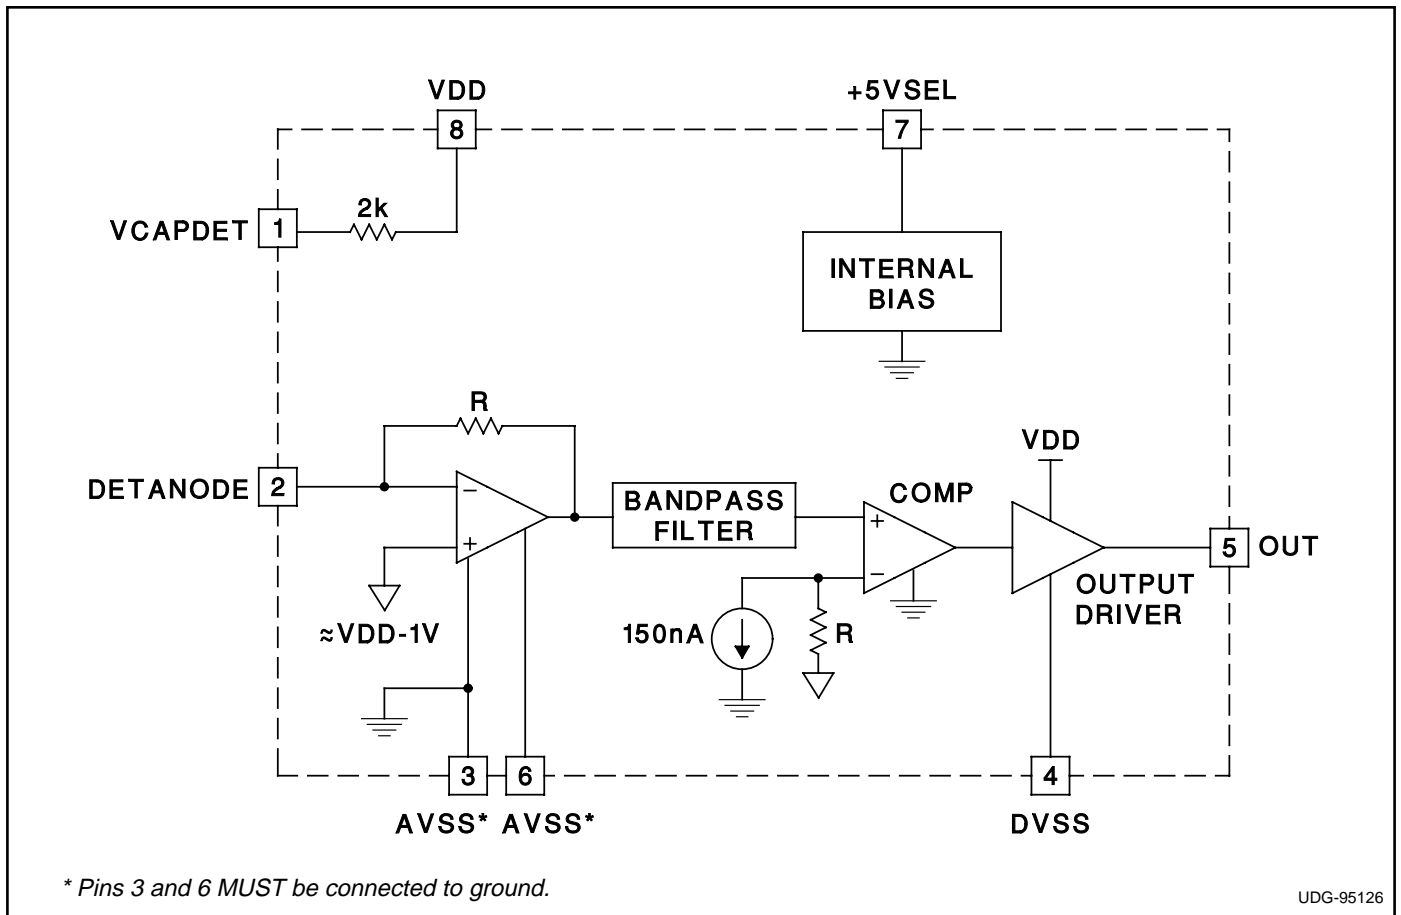 VDD
+5VSEL
8
7
VCAPDET
1
2k
INTERNAL
BIAS
R
VDD
DETANODE
2
−
+
BANDPASS
FILTER
COMP
+
−
5
OUT
OUTPUT
DRIVER
≈VDD-1V
150nA
R
3
6
4
AVSS*
AVSS*
DVSS
* Pins 3 and 6 MUST be connected to ground.
UDG-95126